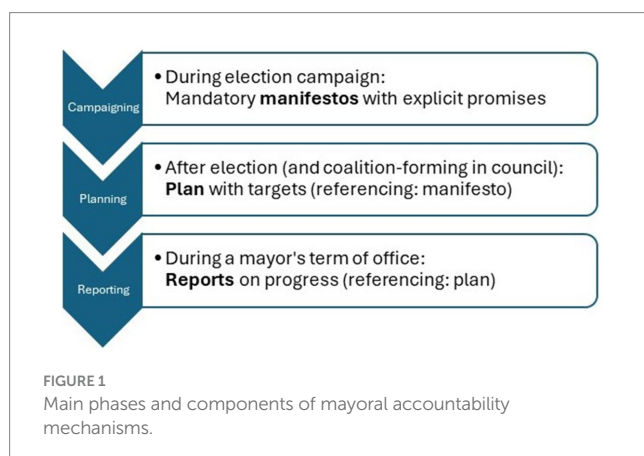 Campaigning
• During election campaign:
Mandatory manifestos with explicit promises
Planning
• After election (and coalition-forming in council):
Plan with targets (referencing: manifesto)
Reporting
• During a mayor's term of office:
Reports on progress (referencing: plan)
FIGURE 1
Main phases and components of mayoral accountability
mechanisms.